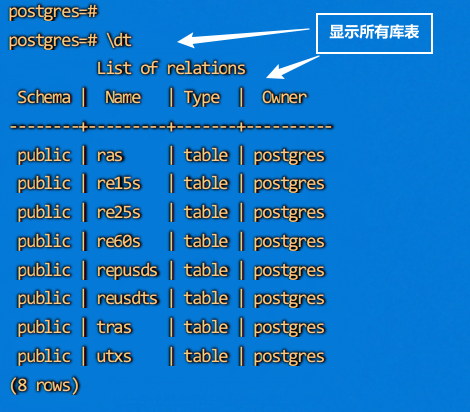 postgres=#
postgres=# \dt
显示所有库表
List of relations
Schema | Name | Type | Owner
--------+---------+-------+----------
public | ras | table | postgres
public | re15s | table | postgres
public | re25s | table | postgres
public | re60s | table | postgres
public | repusds | table | postgres
public | reusdts | table | postgres
public | tras | table | postgres
public | utxs | table | postgres
(8 rows)